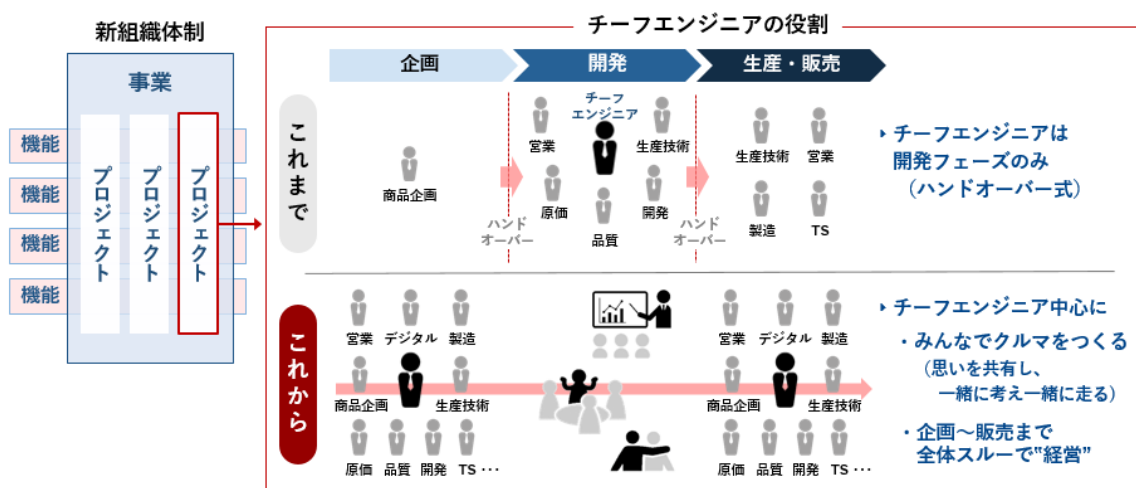 新組織体制
事業
機能
機能
機能
機能
プロジェクト
プロジェクト
プロジェクト
チーフエンジニアの役割
企画
開発
生産・販売
これまで
商品企画
ハンド
オーバー
チーフ
エンジニア
営業
生産技術
原価
品質
開発
ハンド
オーバー
生産技術
営業
製造
TS
チーフエンジニアは
開発フェーズのみ
（ハンドオーバー式）
これから
営業
デジタル
製造
商品企画
生産技術
原価
品質
開発
TS ・・・
営業
デジタル
製造
商品企画
生産技術
原価
品質
開発
TS ・・・
チーフエンジニア中心に
・みんなでクルマをつくる
（思いを共有し、
一緒に考え一緒に走る）
・企画～販売まで
全体スルーで“経営”